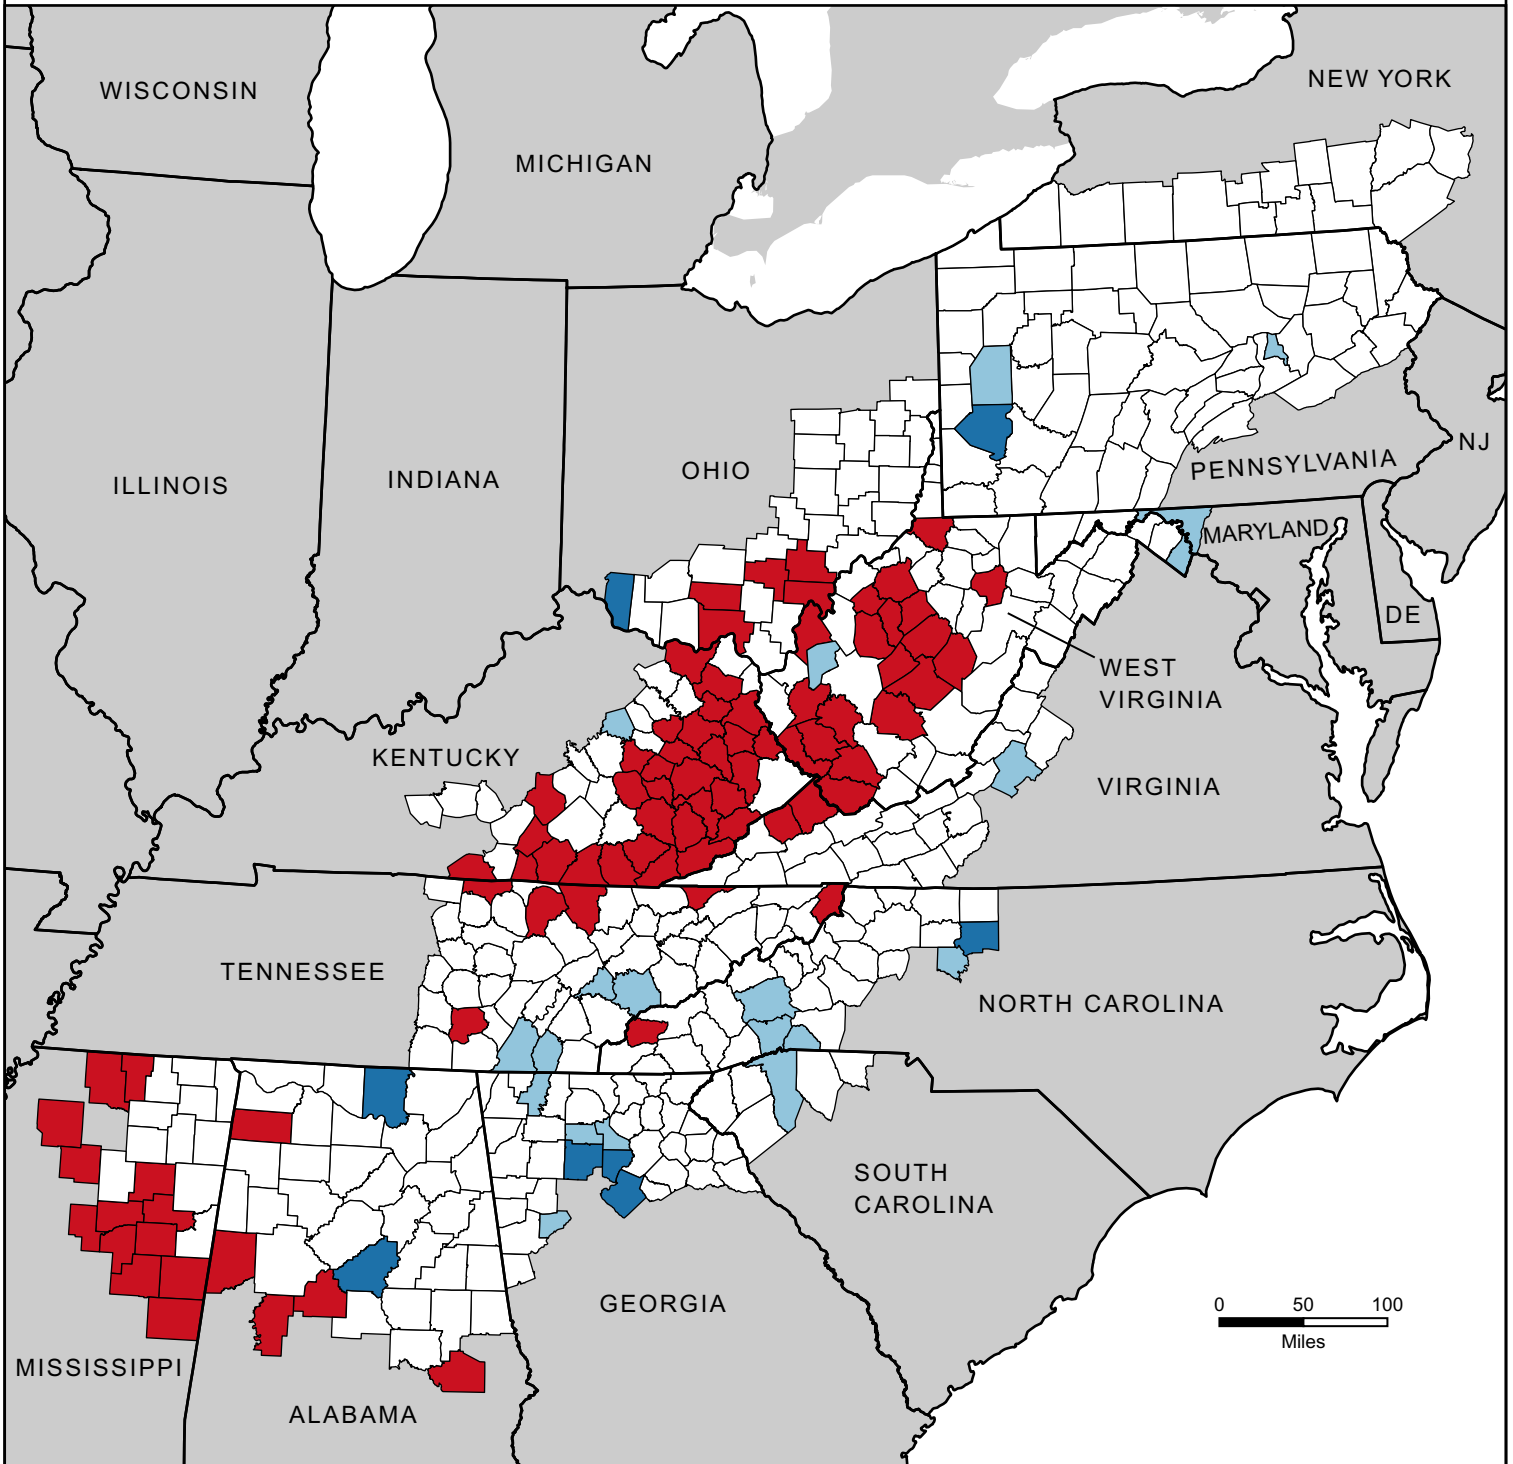 WISCONSIN
NEW YORK
MICHIGAN
NJ
PENNSYLVANIA
OHIO
INDIANA
ILLINOIS
MARYLAND
DE
WEST
VIRGINIA
KENTUCKY
VIRGINIA
TENNESSEE
NORTH CAROLINA
SOUTH
CAROLINA
GEORGIA
0 50 100
Miles
MISSISSIPPI
ALABAMA